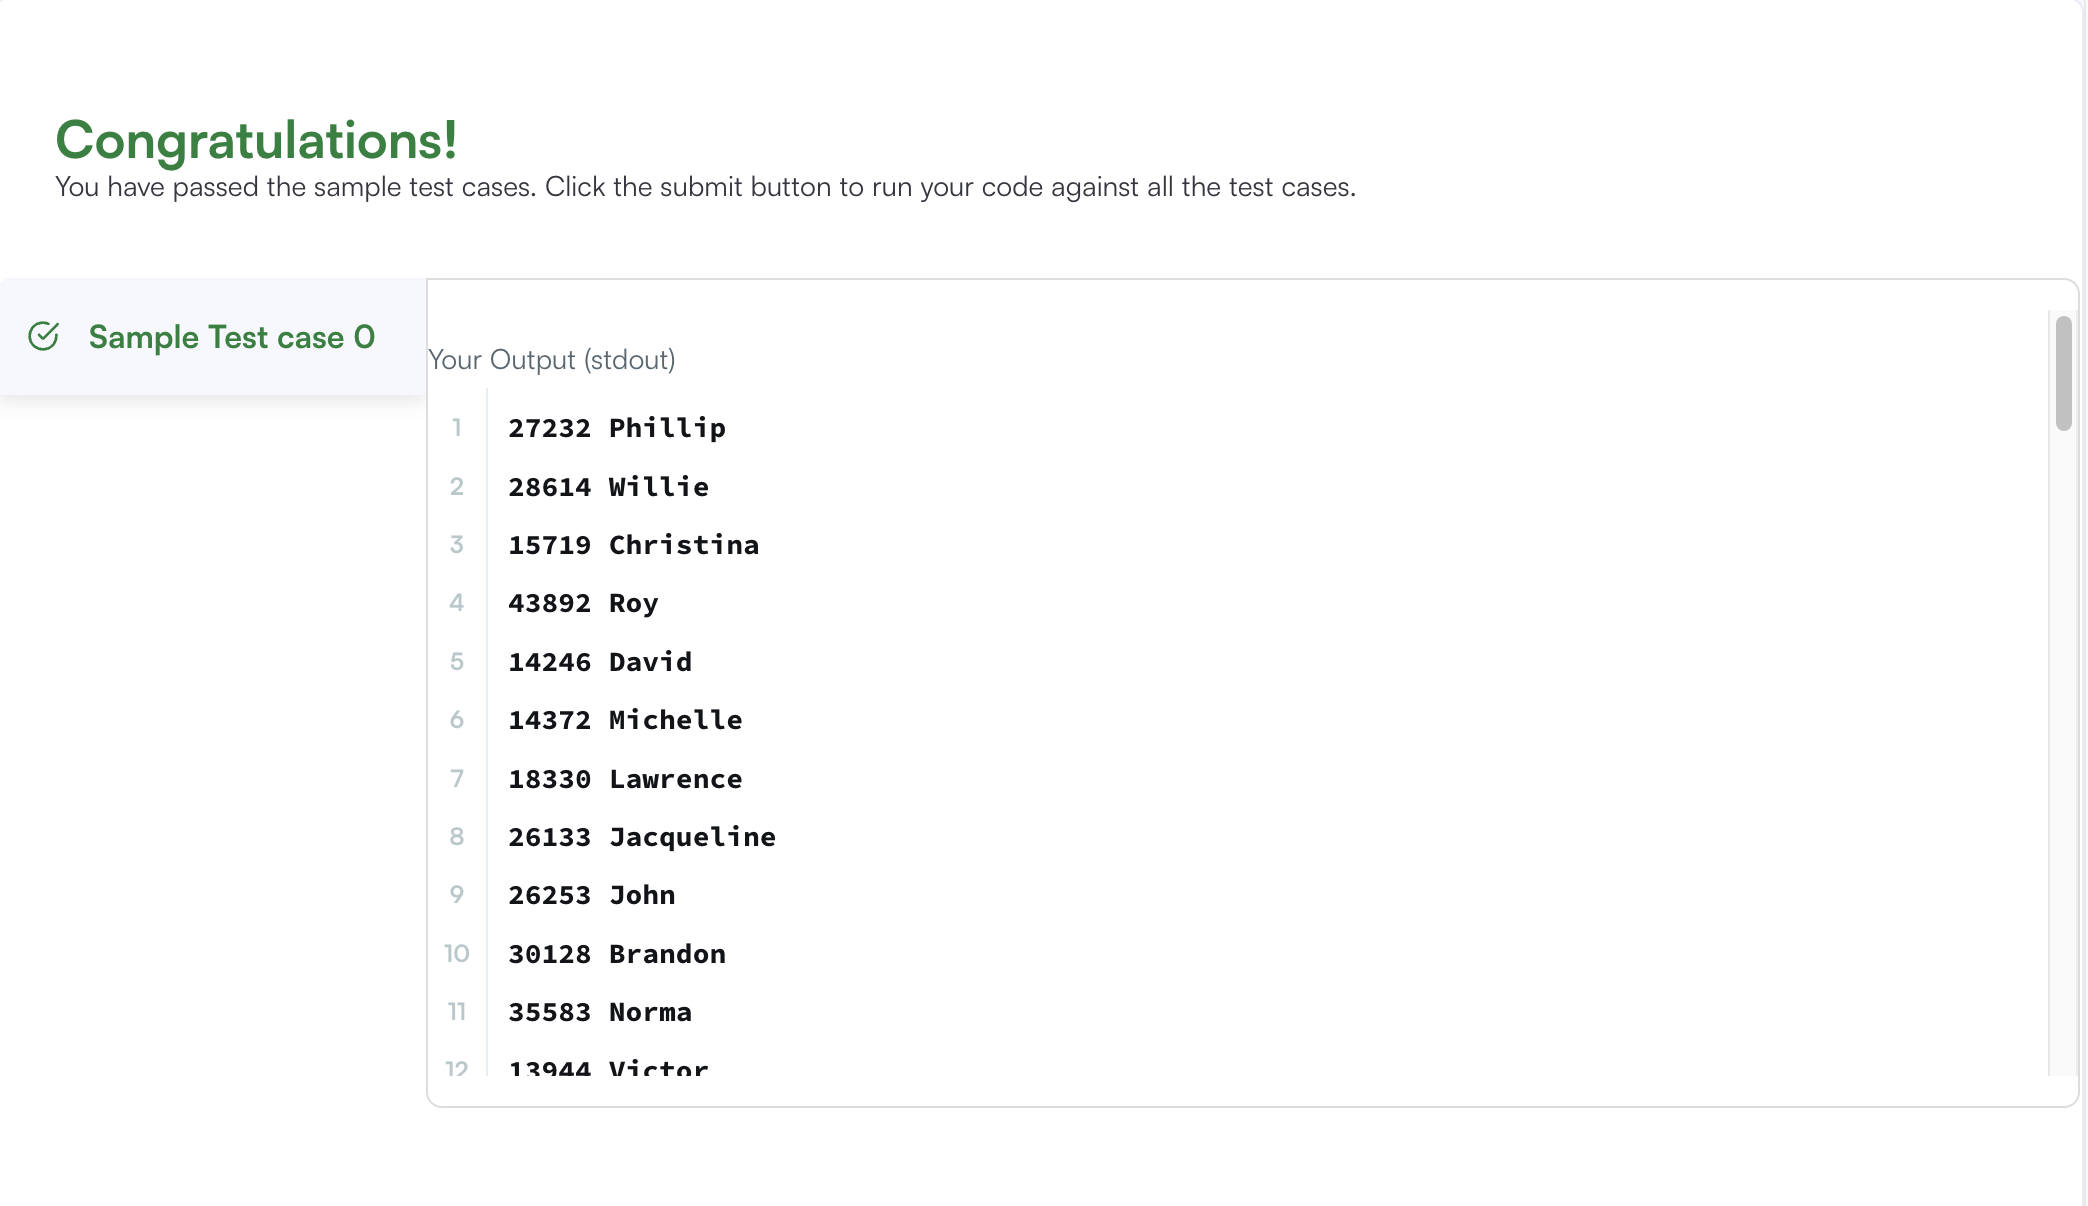 Congratulations!
You have passed the sample test cases. Click the submit button to run your code against all the test cases.
Sample Test case 0
Your Output (stdout)
1 27232 Phillip
2 28614 Willie
3 15719 Christina
4 43892 Roy
5 14246 David
6 14372 Michelle
7 18330 Lawrence
8 26133 Jacqueline
9 26253 John
10 30128 Brandon
11 35583 Norma
12 13944 Victor